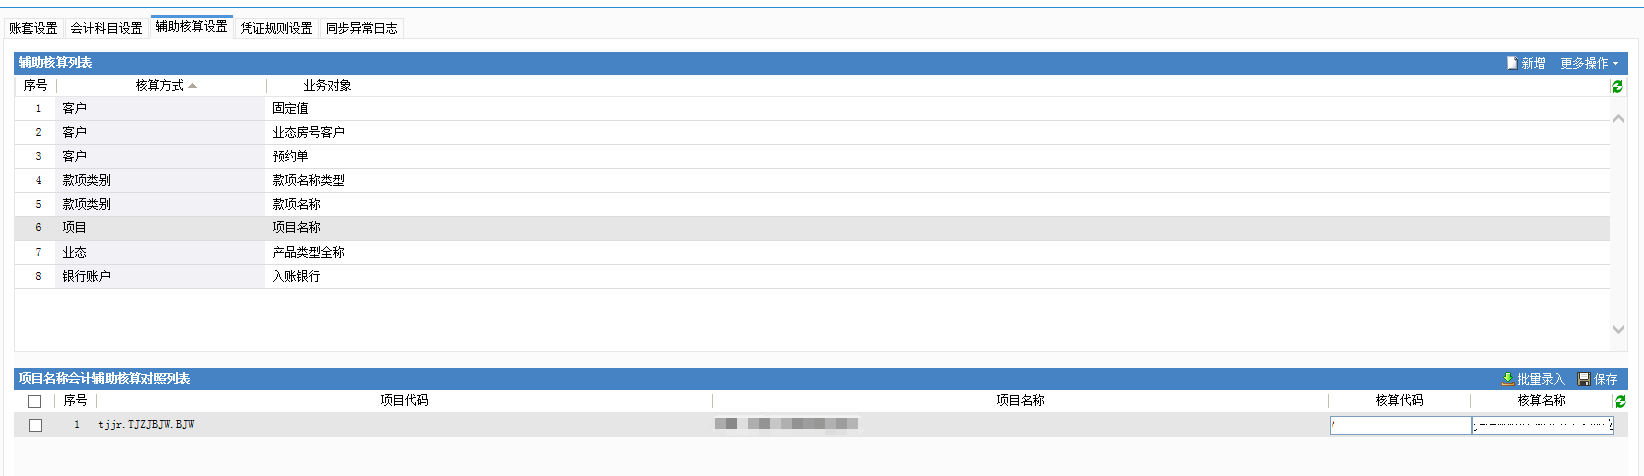 账套设置 会计科目设置 辅助核算设置 凭证规则设置 同步异常日志
辅助核算列表 新增 更多操作
序号 核算方式 业务对象
1 客户 固定值
2 客户 业态房号客户
3 客户 预约单
4 款项类别 款项名称类型
5 款项类别 款项名称
6 项目 项目名称
7 业态 产品类型全称
8 银行账户 入账银行
项目名称会计辅助核算对照列表 批量录入 保存
序号 项目代码 项目名称 核算代码 核算名称
1 tjjr.TJZJBJW.BJW